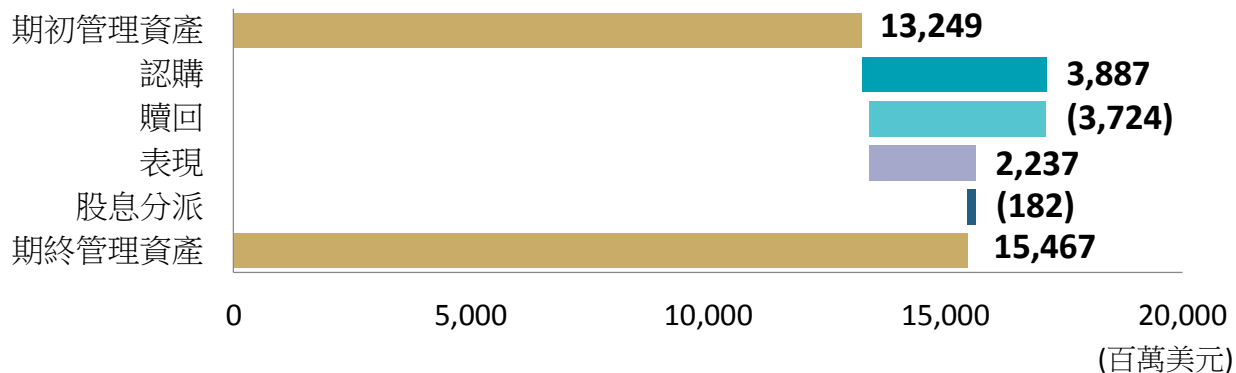 期初管理資產 13,249
認購 3,887
贖回 (3,724)
表現 2,237
股息分派 (182)
期終管理資產 15,467
0 5,000 10,000 15,000 20,000
(百萬美元)